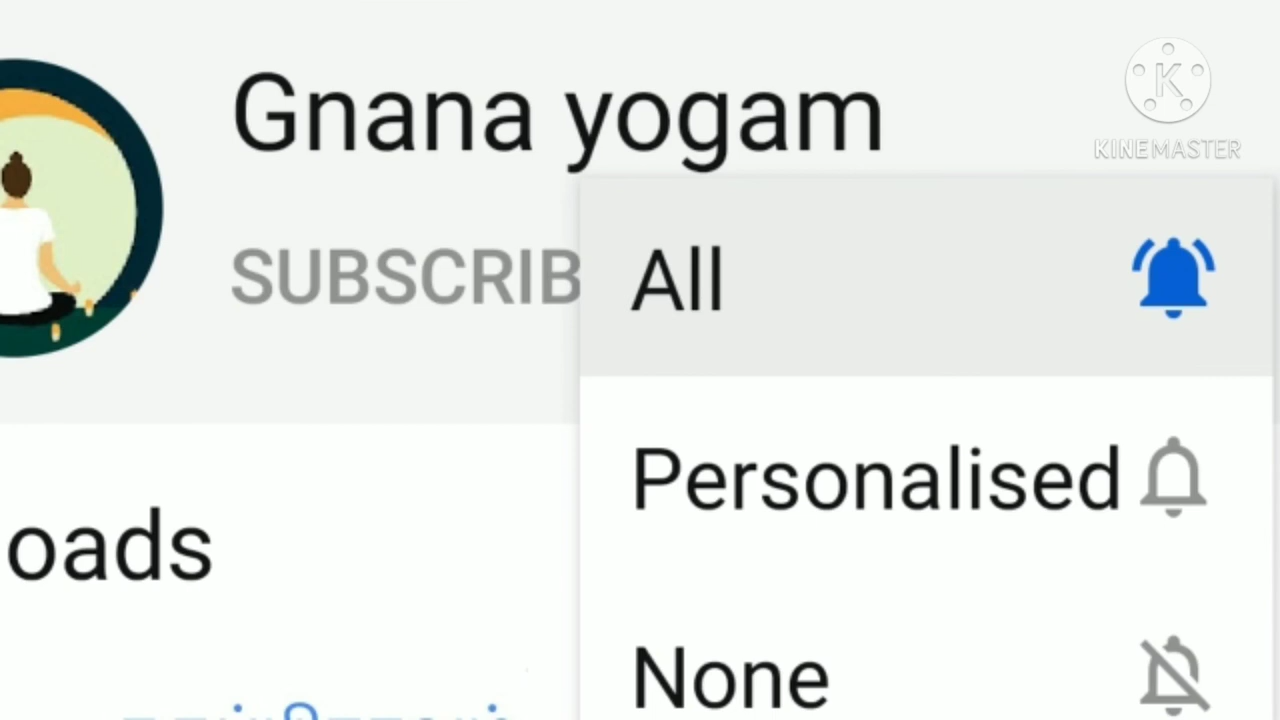 Gnana yogam
KINEMASTER
SUBSCRIB
All
Personalised
oads
None